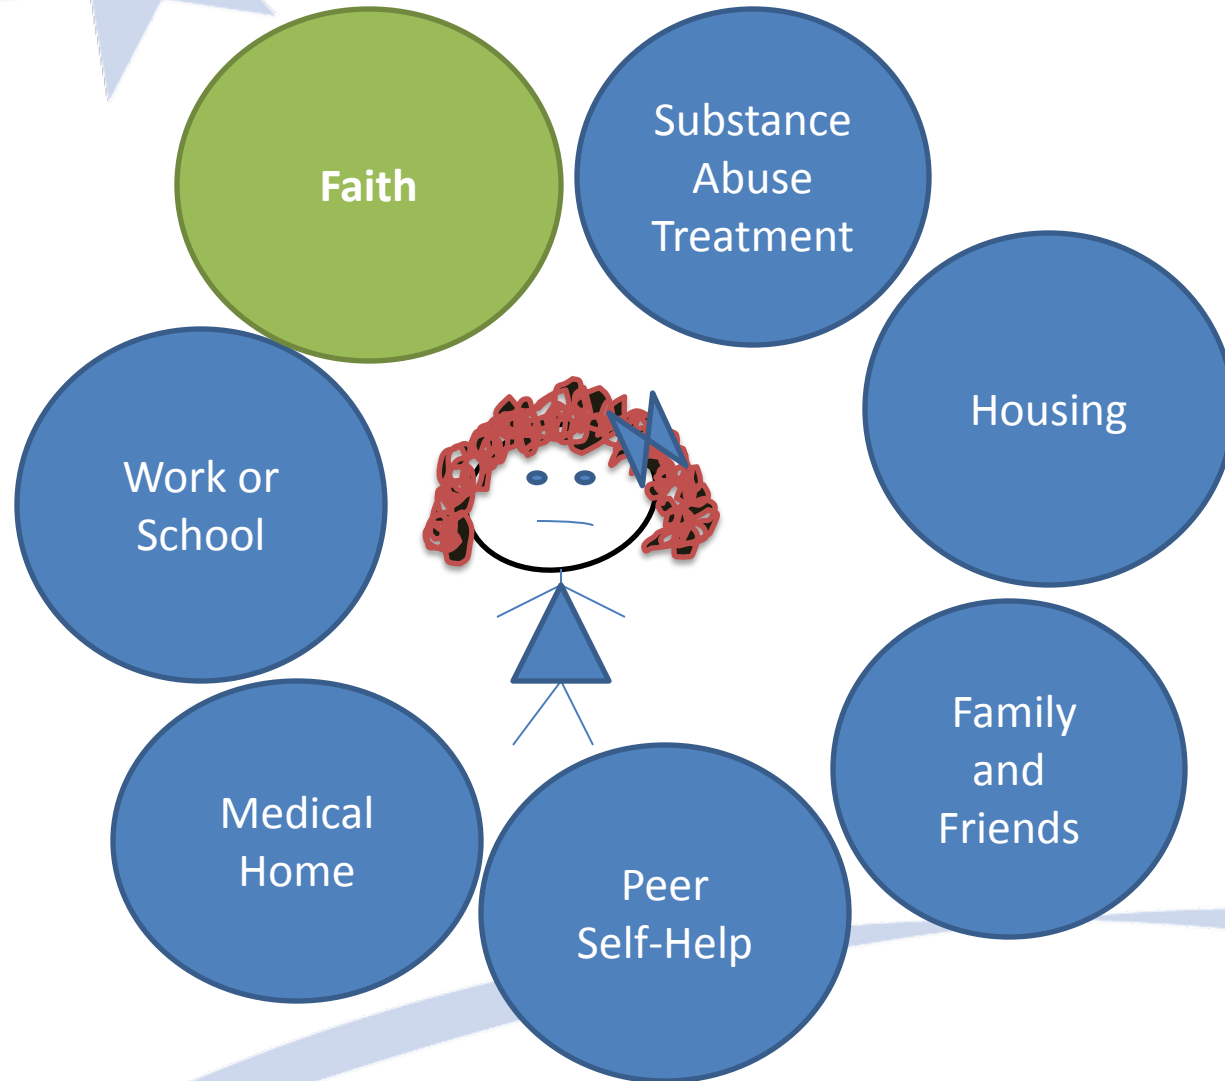 Faith
Substance
Abuse
Treatment
Housing
Family
and
Friends
Peer
Self-Help
Medical
Home
Work or
School